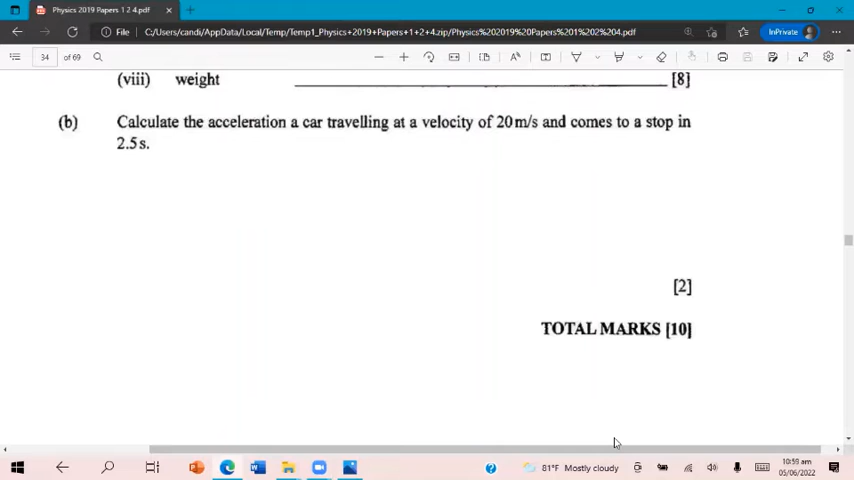 Physics 2019 Papers 1 2 4.pdf
File C:/Users/candi/AppData/Local/Temp/Temp1_Physics+2019+Papers+1+2+4.zip/Physics%202019%20Papers%201%202%204.pdf InPrivate
34 of 69
(viii) weight [8]
(b) Calculate the acceleration a car travelling at a velocity of 20 m/s and comes to a stop in
2.5 s.
[2]
TOTAL MARKS [10]
81°F Mostly cloudy 10:59 am
05/06/2022